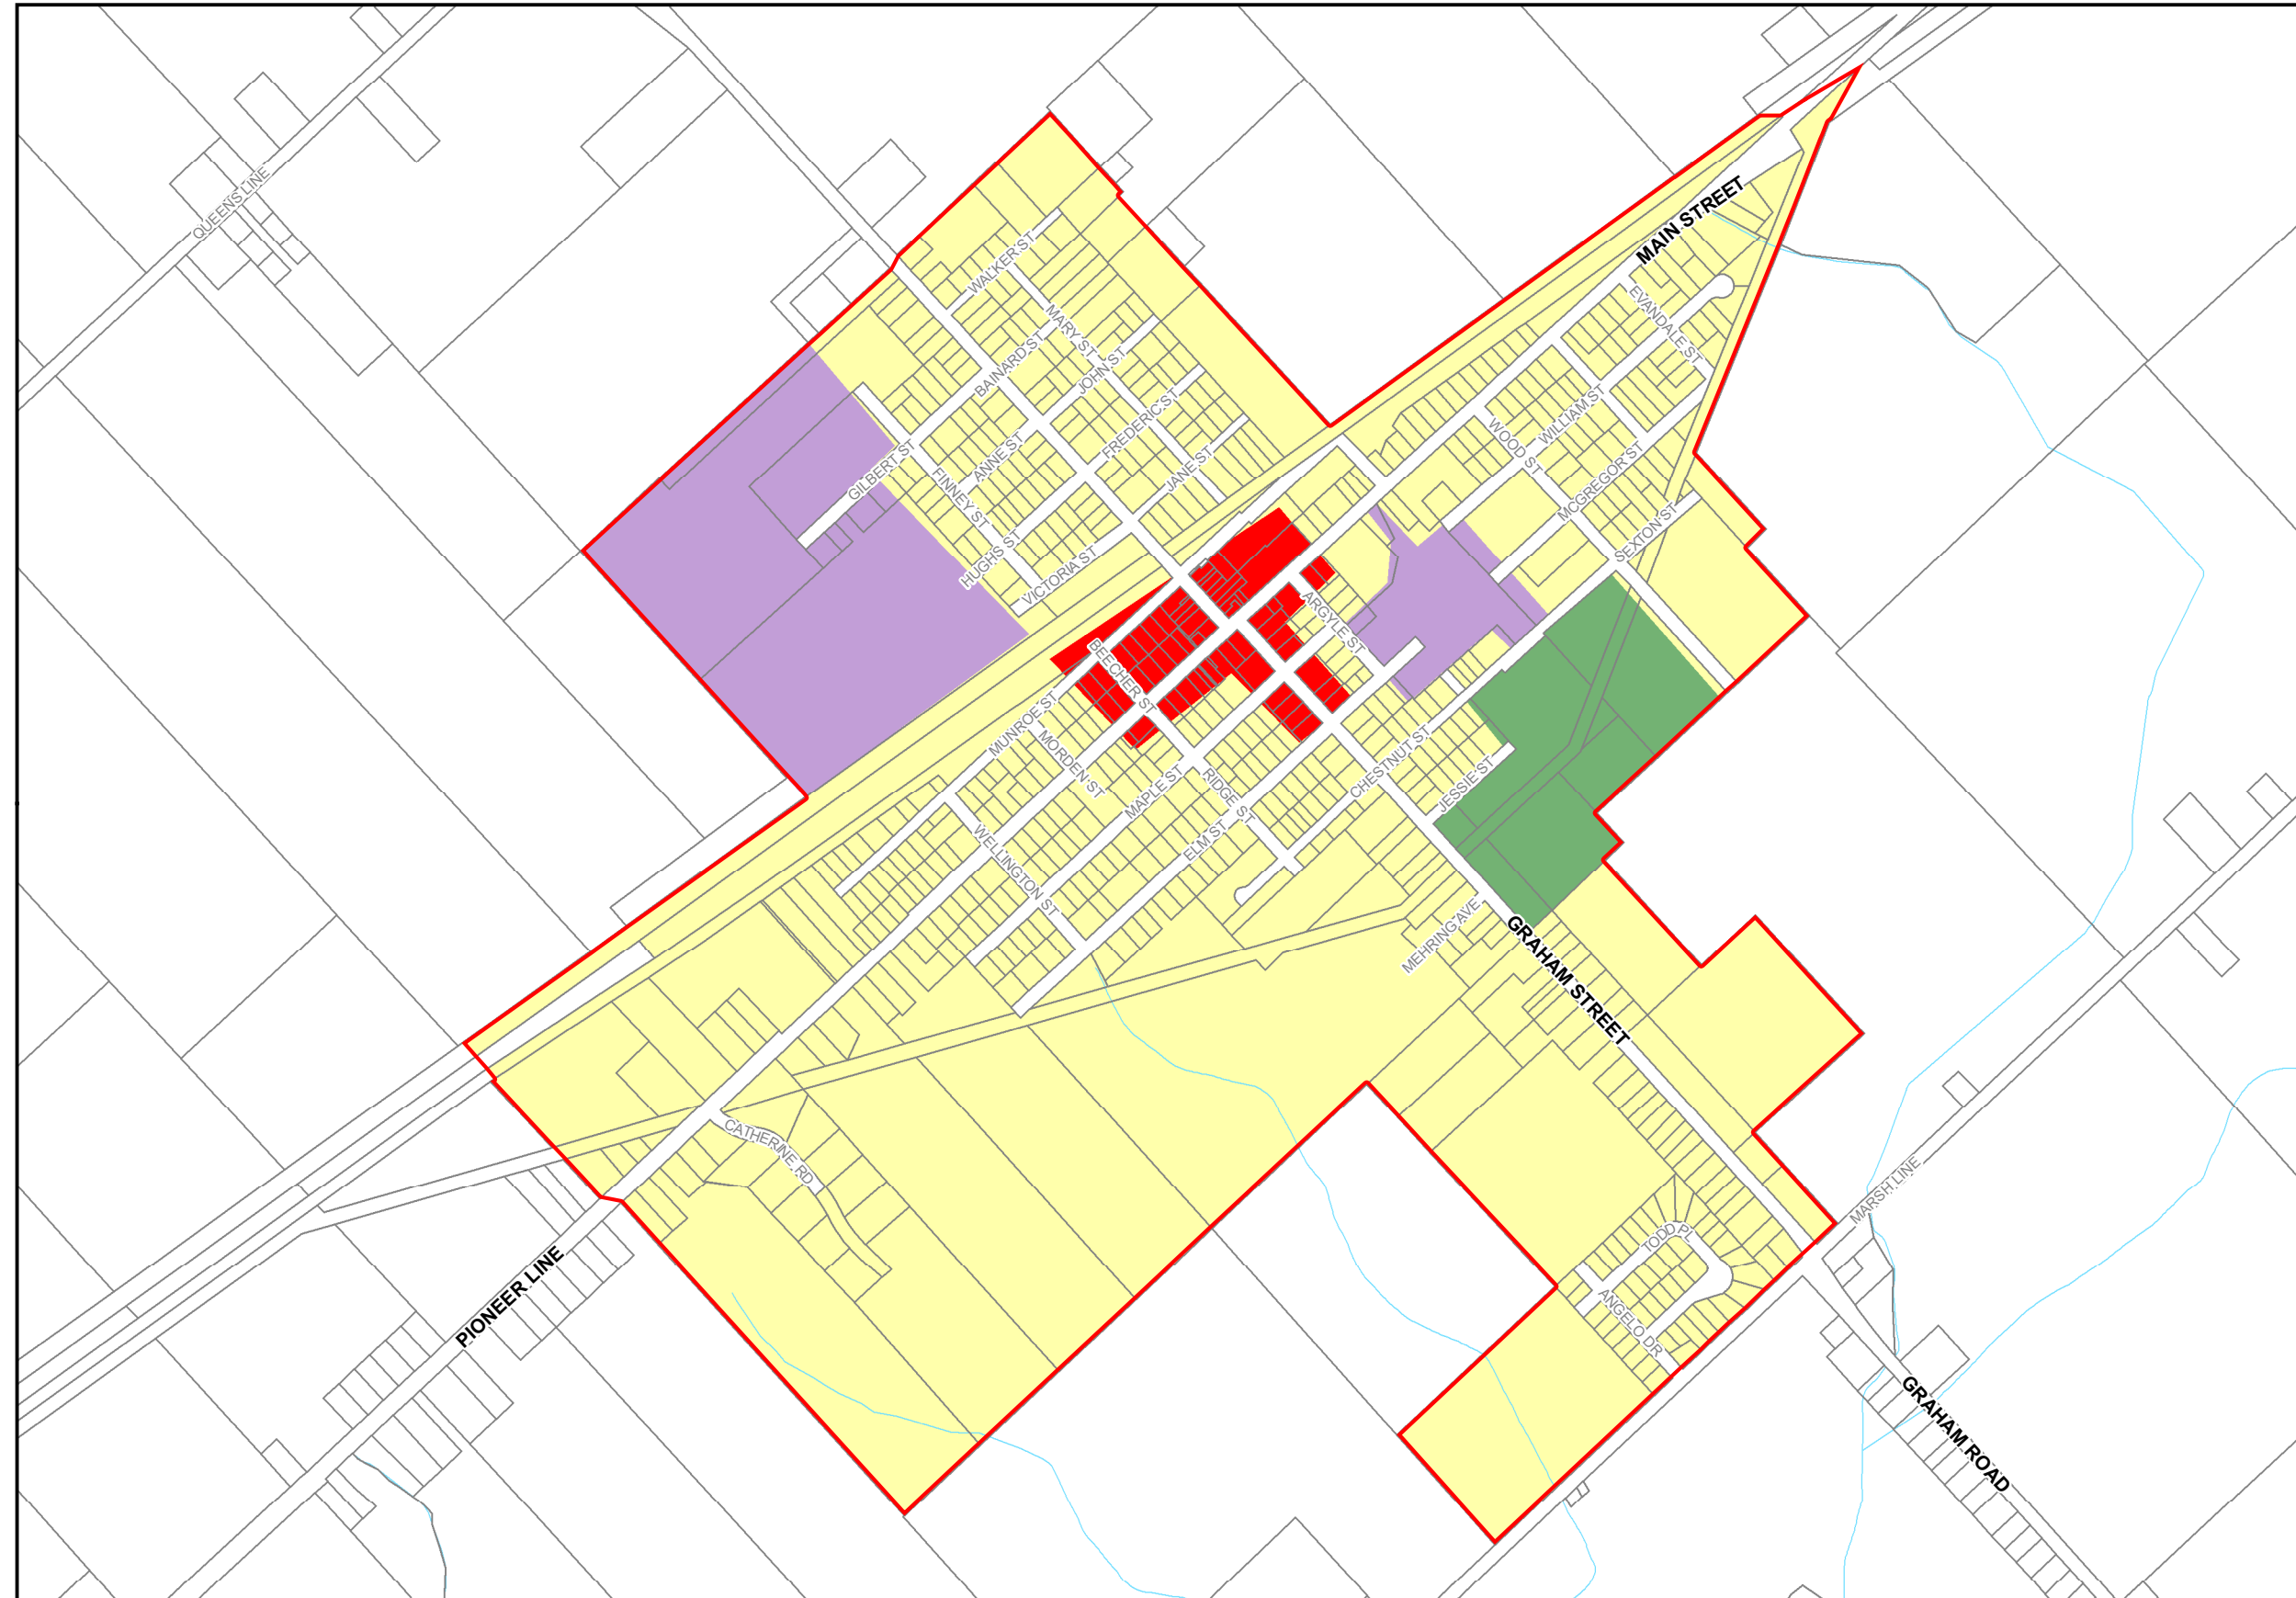 QUEENS LINE
MAIN STREET
WALKER ST
EVANDALE ST
MARY ST
BAINARD ST
JOHN ST
FREDERIC ST
WILLIAM ST
WOOD ST
ANNE ST
JANE ST
GILBERT ST
FINNEY ST
MCGREGOR ST
SEXTON ST
HUGHS ST
VICTORIA ST
ARGYLE ST
BEECHER ST
MUNROE ST
MORDEN ST
MAPLE ST
RIDGE ST
CHESTNUT ST
JESSIE ST
ELM ST
WELLINGTON ST
MEHRING AVE
GRAHAM STREET
CATHERINE RD
MARSH LINE
TODD PL
PIONEER LINE
ANGELO DR
GRAHAM ROAD